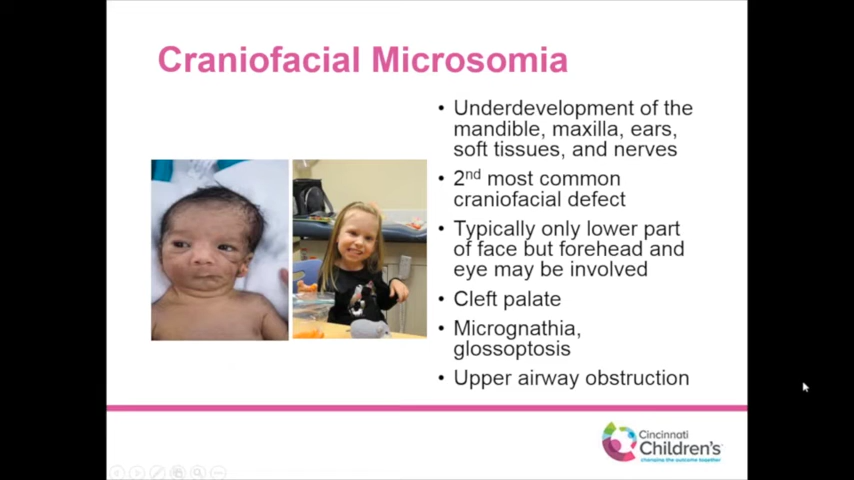 Craniofacial Microsomia
• Underdevelopment of the
mandible, maxilla, ears,
soft tissues, and nerves
• 2nd most common
craniofacial defect
• Typically only lower part
of face but forehead and
eye may be involved
• Cleft palate
• Micrognathia,
glossoptosis
• Upper airway obstruction
Cincinnati
Children's
changing the outcome together